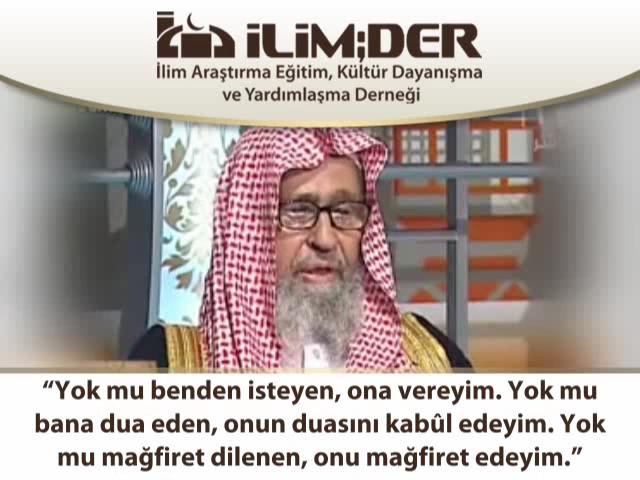 İLİM;DER
İlim Araştırma Eğitim, Kültür Dayanışma
ve Yardımlaşma Derneği
“Yok mu benden isteyen, ona vereyim. Yok mu
bana dua eden, onun duasını kabûl edeyim. Yok
mu mağfiret dilenen, onu mağfiret edeyim.”